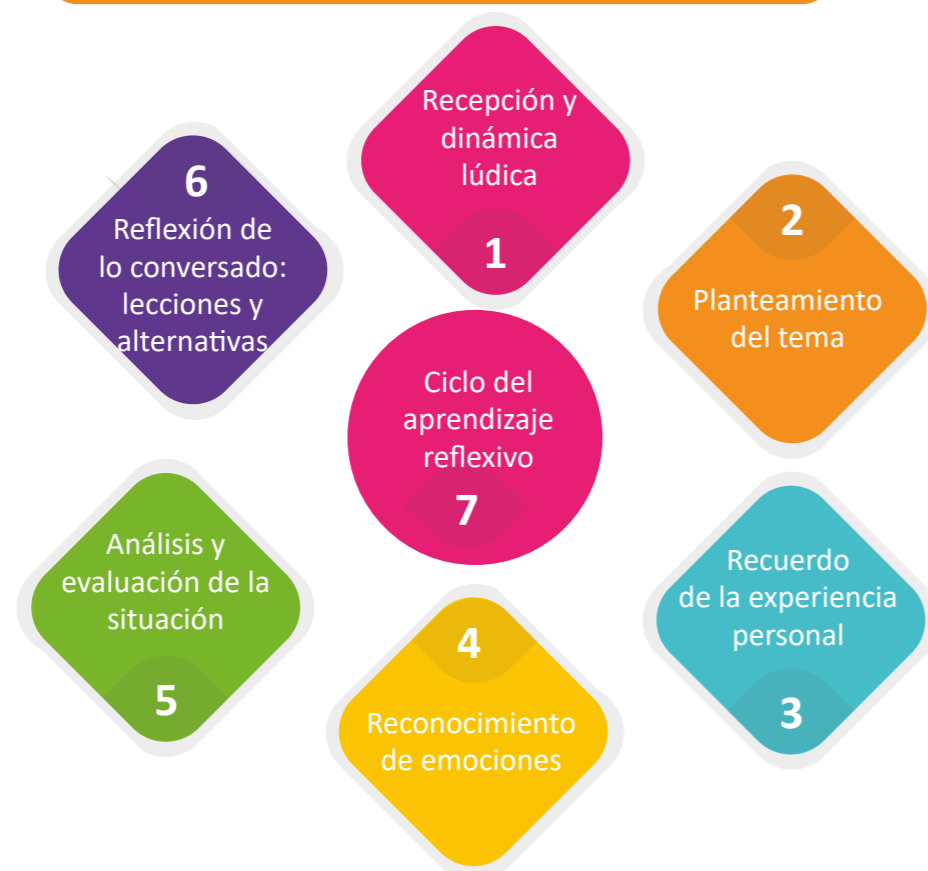 Recepción y
dinámica
lúdica
1
2
Planteamiento
del tema
Recuerdo
de la experiencia
personal
3
4
Reconocimiento
de emociones
Análisis y
evaluación de la
situación
5
6
Reflexión de
lo conversado:
lecciones y
alternativas
Ciclo del
aprendizaje
reflexivo
7